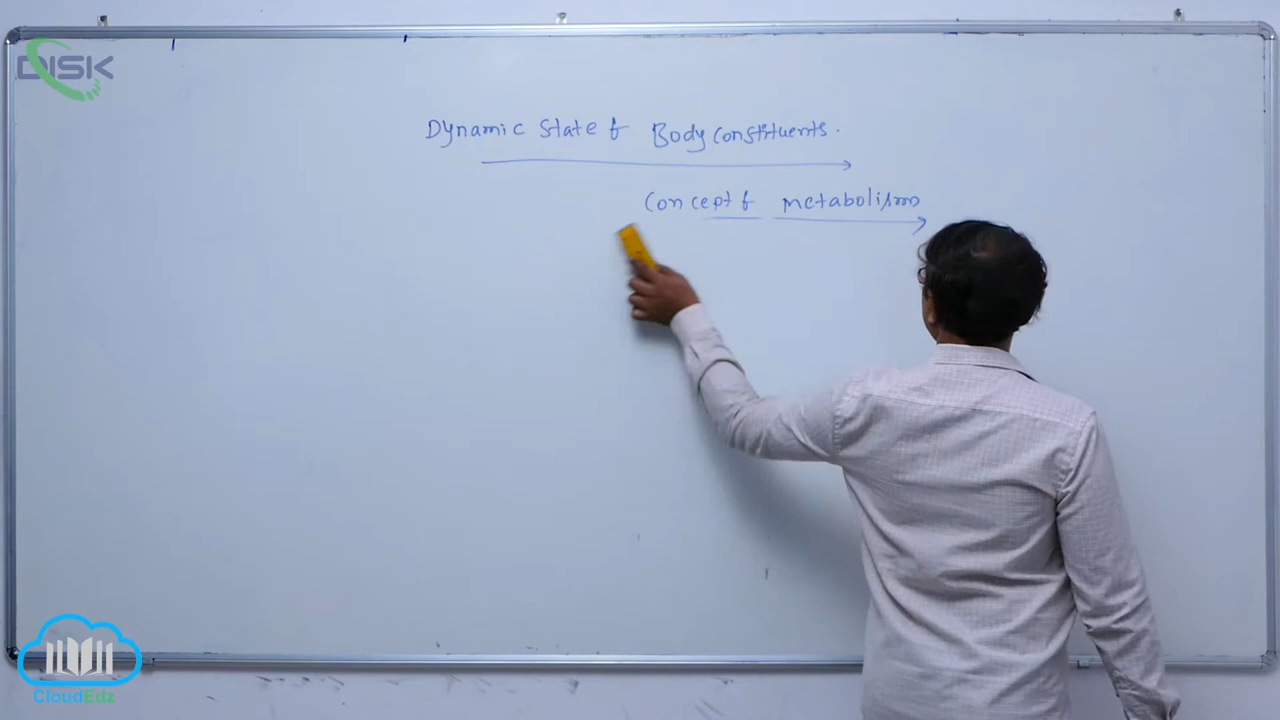 DISK
Dynamic State of Body constituents.
Concept of metabolism
CloudEdz